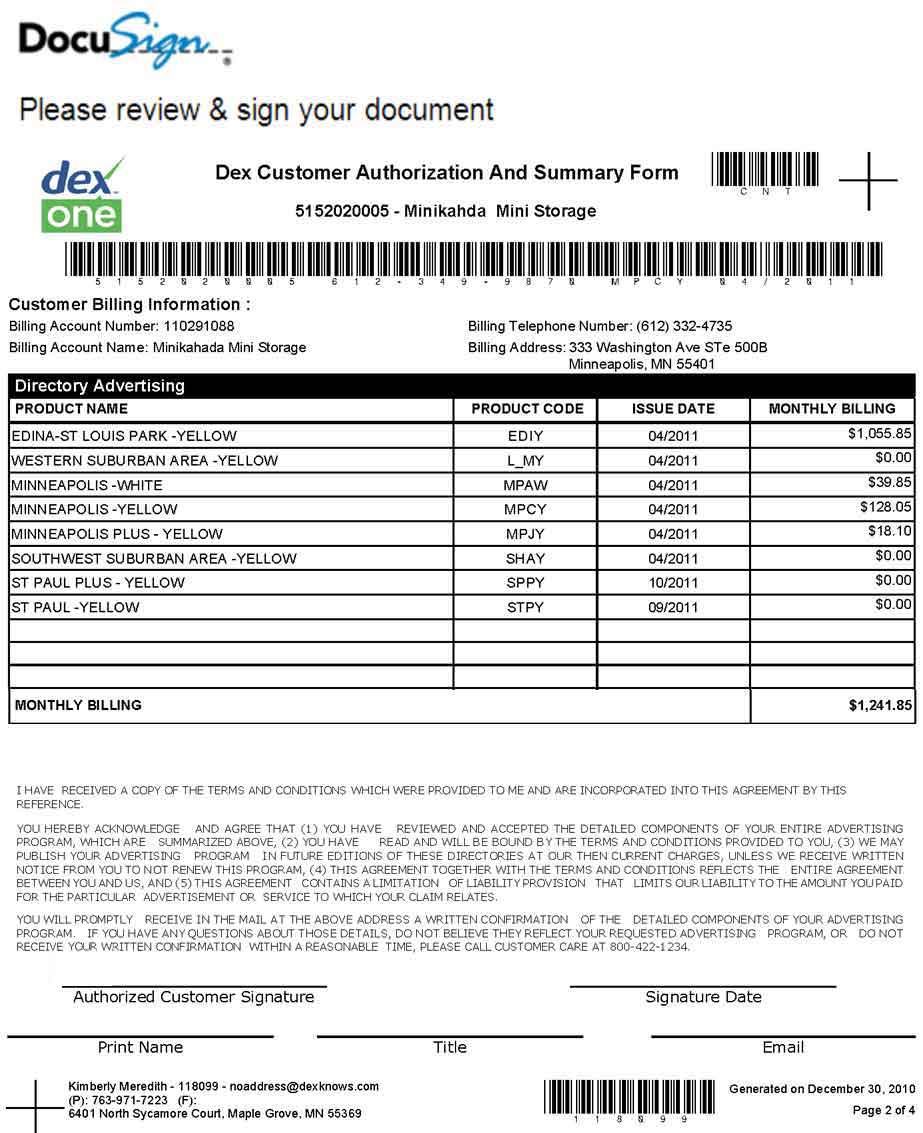 DocuSign®
Please review & sign your document
dex™
one
Dex Customer Authorization And Summary Form
C N T
5152020005 - Minikahda Mini Storage
5 1 5 2 0 2 0 0 0 5 6 1 2 - 3 4 9 - 9 8 7 0 M P C Y 0 4 / 2 0 1 1
Customer Billing Information :
Billing Account Number: 110291088 Billing Telephone Number: (612) 332-4735
Billing Account Name: Minikahada Mini Storage Billing Address: 333 Washington Ave STe 500B
Minneapolis, MN 55401
Directory Advertising
PRODUCT NAME PRODUCT CODE ISSUE DATE MONTHLY BILLING
EDINA-ST LOUIS PARK -YELLOW EDIY 04/2011 $1,055.85
WESTERN SUBURBAN AREA -YELLOW L_MY 04/2011 $0.00
MINNEAPOLIS -WHITE MPAW 04/2011 $39.85
MINNEAPOLIS -YELLOW MPCY 04/2011 $128.05
MINNEAPOLIS PLUS - YELLOW MPJY 04/2011 $18.10
SOUTHWEST SUBURBAN AREA -YELLOW SHAY 04/2011 $0.00
ST PAUL PLUS - YELLOW SPPY 10/2011 $0.00
ST PAUL -YELLOW STPY 09/2011 $0.00
MONTHLY BILLING $1,241.85
I HAVE RECEIVED A COPY OF THE TERMS AND CONDITIONS WHICH WERE PROVIDED TO ME AND ARE INCORPORATED INTO THIS AGREEMENT BY THIS
REFERENCE.
YOU HEREBY ACKNOWLEDGE AND AGREE THAT (1) YOU HAVE REVIEWED AND ACCEPTED THE DETAILED COMPONENTS OF YOUR ENTIRE ADVERTISING
PROGRAM, WHICH ARE SUMMARIZED ABOVE, (2) YOU HAVE READ AND WILL BE BOUND BY THE TERMS AND CONDITIONS PROVIDED TO YOU, (3) WE MAY
PUBLISH YOUR ADVERTISING PROGRAM IN FUTURE EDITIONS OF THESE DIRECTORIES AT OUR THEN CURRENT CHARGES, UNLESS WE RECEIVE WRITTEN
NOTICE FROM YOU TO NOT RENEW THIS PROGRAM, (4) THIS AGREEMENT TOGETHER WITH THE TERMS AND CONDITIONS REFLECTS THE ENTIRE AGREEMENT
BETWEEN YOU AND US, AND (5) THIS AGREEMENT CONTAINS A LIMITATION OF LIABILITY PROVISION THAT LIMITS OUR LIABILITY TO THE AMOUNT YOU PAID
FOR THE PARTICULAR ADVERTISEMENT OR SERVICE TO WHICH YOUR CLAIM RELATES.
YOU WILL PROMPTLY RECEIVE IN THE MAIL AT THE ABOVE ADDRESS A WRITTEN CONFIRMATION OF THE DETAILED COMPONENTS OF YOUR ADVERTISING
PROGRAM. IF YOU HAVE ANY QUESTIONS ABOUT THOSE DETAILS, DO NOT BELIEVE THEY REFLECT YOUR REQUESTED ADVERTISING PROGRAM, OR DO NOT
RECEIVE YOUR WRITTEN CONFIRMATION WITHIN A REASONABLE TIME, PLEASE CALL CUSTOMER CARE AT 800-422-1234.
Authorized Customer Signature Signature Date
Print Name Title Email
Kimberly Meredith - 118099 - noaddress@dexknows.com
(P): 763-971-7223 (F):
6401 North Sycamore Court, Maple Grove, MN 55369
1 1 8 0 9 9
Generated on December 30, 2010
Page 2 of 4